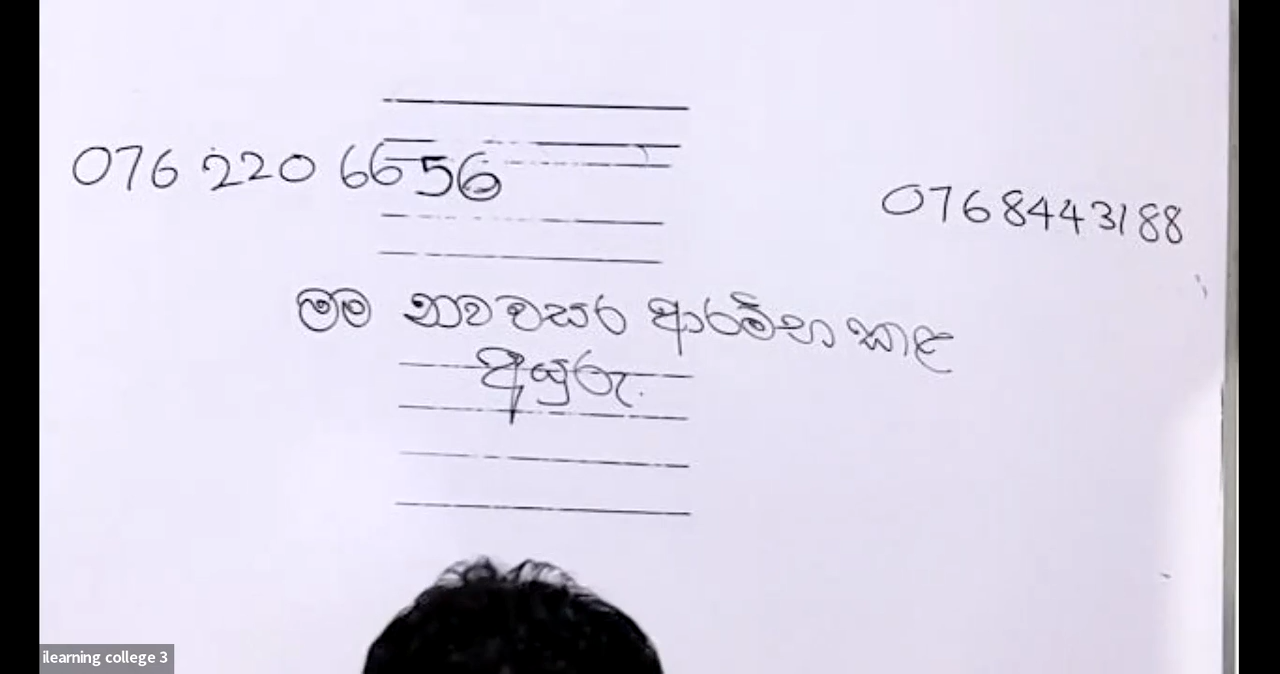 076 220 6656
0768443188
මම නව වසර ආරම්භ කළ
අයුරු.
ilearning college 3